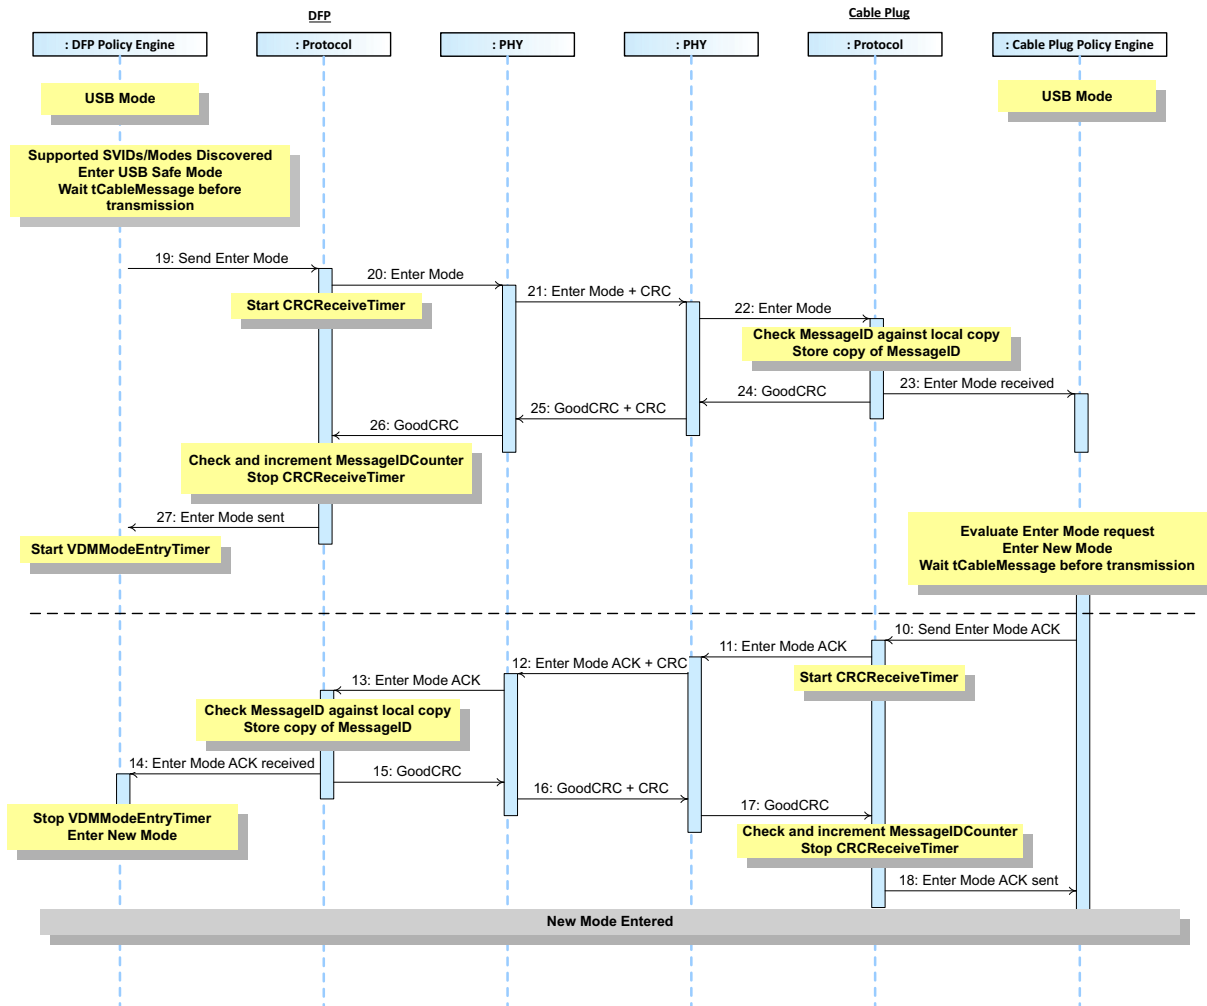 DFP
Cable Plug
: DFP Policy Engine
: Protocol
: PHY
: PHY
: Protocol
: Cable Plug Policy Engine
USB Mode
USB Mode
Supported SVIDs/Modes Discovered
Enter USB Safe Mode
Wait tCableMessage before
transmission
19: Send Enter Mode
20: Enter Mode
21: Enter Mode + CRC
Start CRCReceiveTimer
22: Enter Mode
Check MessageID against local copy
Store copy of MessageID
23: Enter Mode received
24: GoodCRC
25: GoodCRC + CRC
26: GoodCRC
Check and increment MessageIDCounter
Stop CRCReceiveTimer
27: Enter Mode sent
Start VDMModeEntryTimer
Evaluate Enter Mode request
Enter New Mode
Wait tCableMessage before transmission
10: Send Enter Mode ACK
11: Enter Mode ACK
12: Enter Mode ACK + CRC
Start CRCReceiveTimer
13: Enter Mode ACK
Check MessageID against local copy
Store copy of MessageID
14: Enter Mode ACK received
15: GoodCRC
16: GoodCRC + CRC
17: GoodCRC
Stop VDMModeEntryTimer
Enter New Mode
Check and increment MessageIDCounter
Stop CRCReceiveTimer
18: Enter Mode ACK sent
New Mode Entered